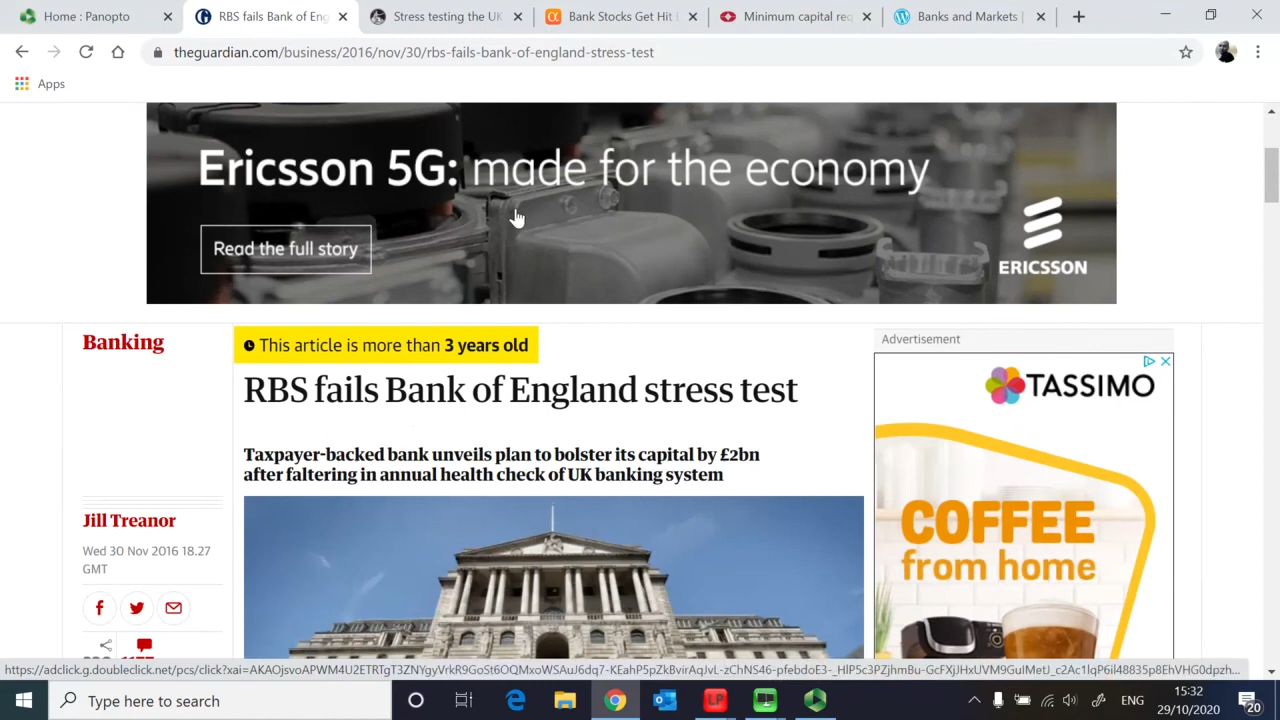 Home : Panopto
RBS fails Bank of Eng
Stress testing the UK
Bank Stocks Get Hit
Minimum capital req
Banks and Markets |
theguardian.com/business/2016/nov/30/rbs-fails-bank-of-england-stress-test
Apps
Ericsson 5G: made for the economy
Read the full story
ERICSSON
Banking
This article is more than 3 years old
Advertisement
RBS fails Bank of England stress test
TASSIMO
Taxpayer-backed bank unveils plan to bolster its capital by £2bn
after faltering in annual health check of UK banking system
COFFEE
from home
Jill Treanor
Wed 30 Nov 2016 18.27
GMT
Type here to search
ENG
15:32
29/10/2020
20